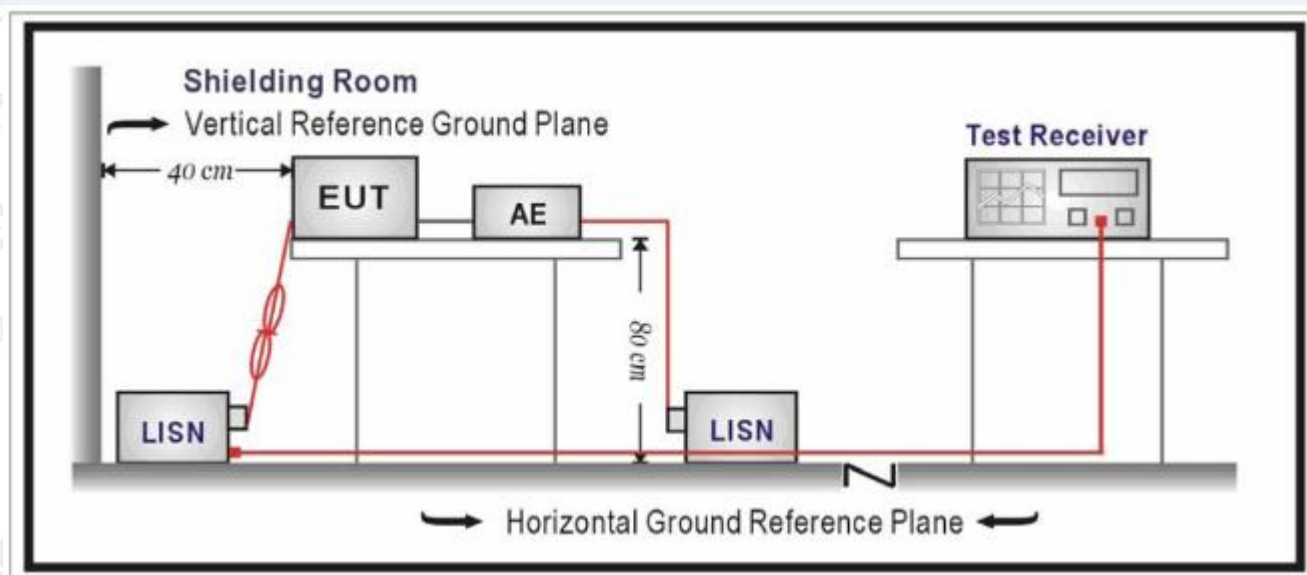 Shielding Room
Vertical Reference Ground Plane
Test Receiver
40 cm
EUT
AE
80 cm
LISN
LISN
Horizontal Ground Reference Plane